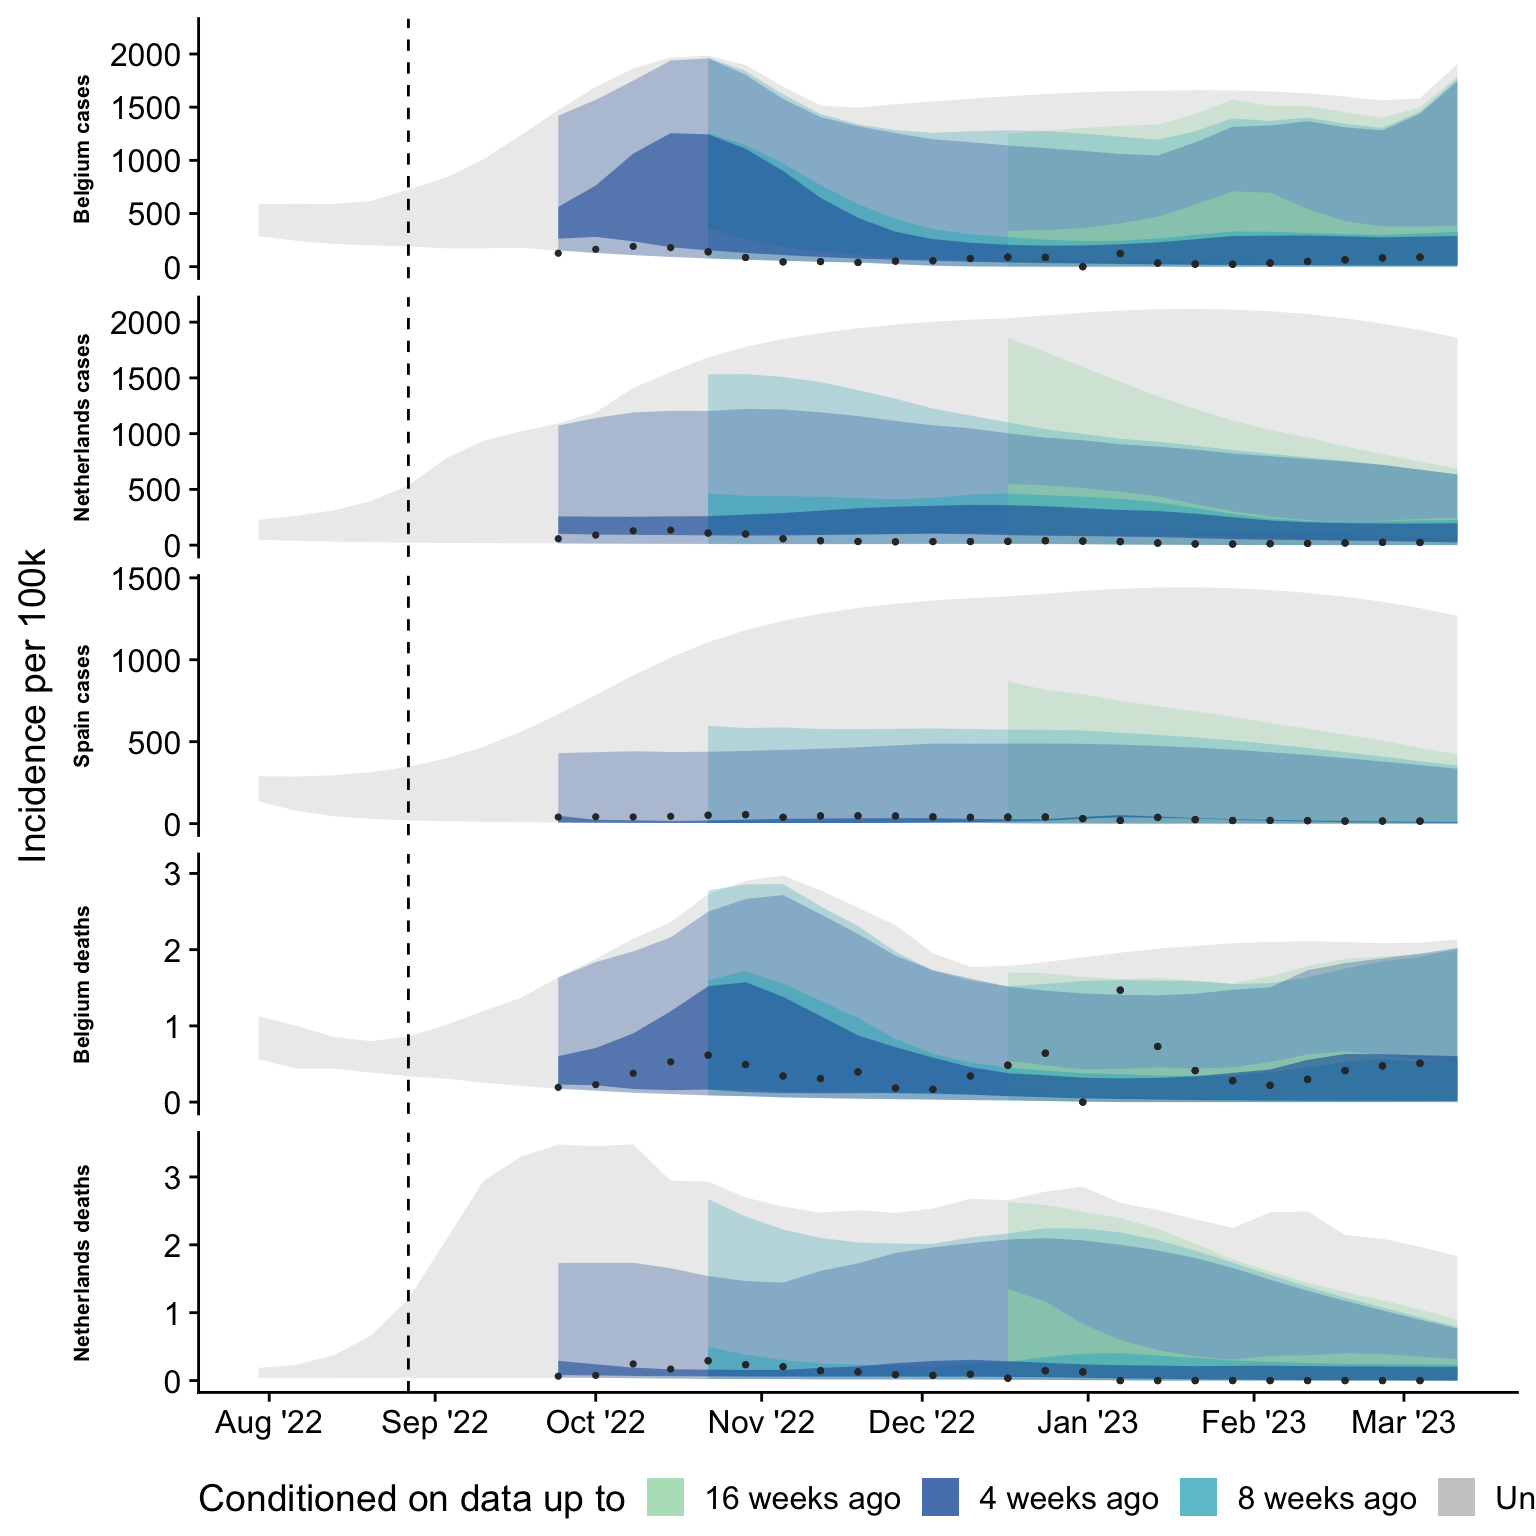 Incidence per 100k
Belgium cases
2000
1500
1000
500
0
Netherlands cases
2000
1500
1000
500
0
Spain cases
1500
1000
500
0
Belgium deaths
3
2
1
0
Netherlands deaths
3
2
1
0
Aug '22 Sep '22 Oct '22 Nov '22 Dec '22 Jan '23 Feb '23 Mar '23
Conditioned on data up to 16 weeks ago 4 weeks ago 8 weeks ago Un